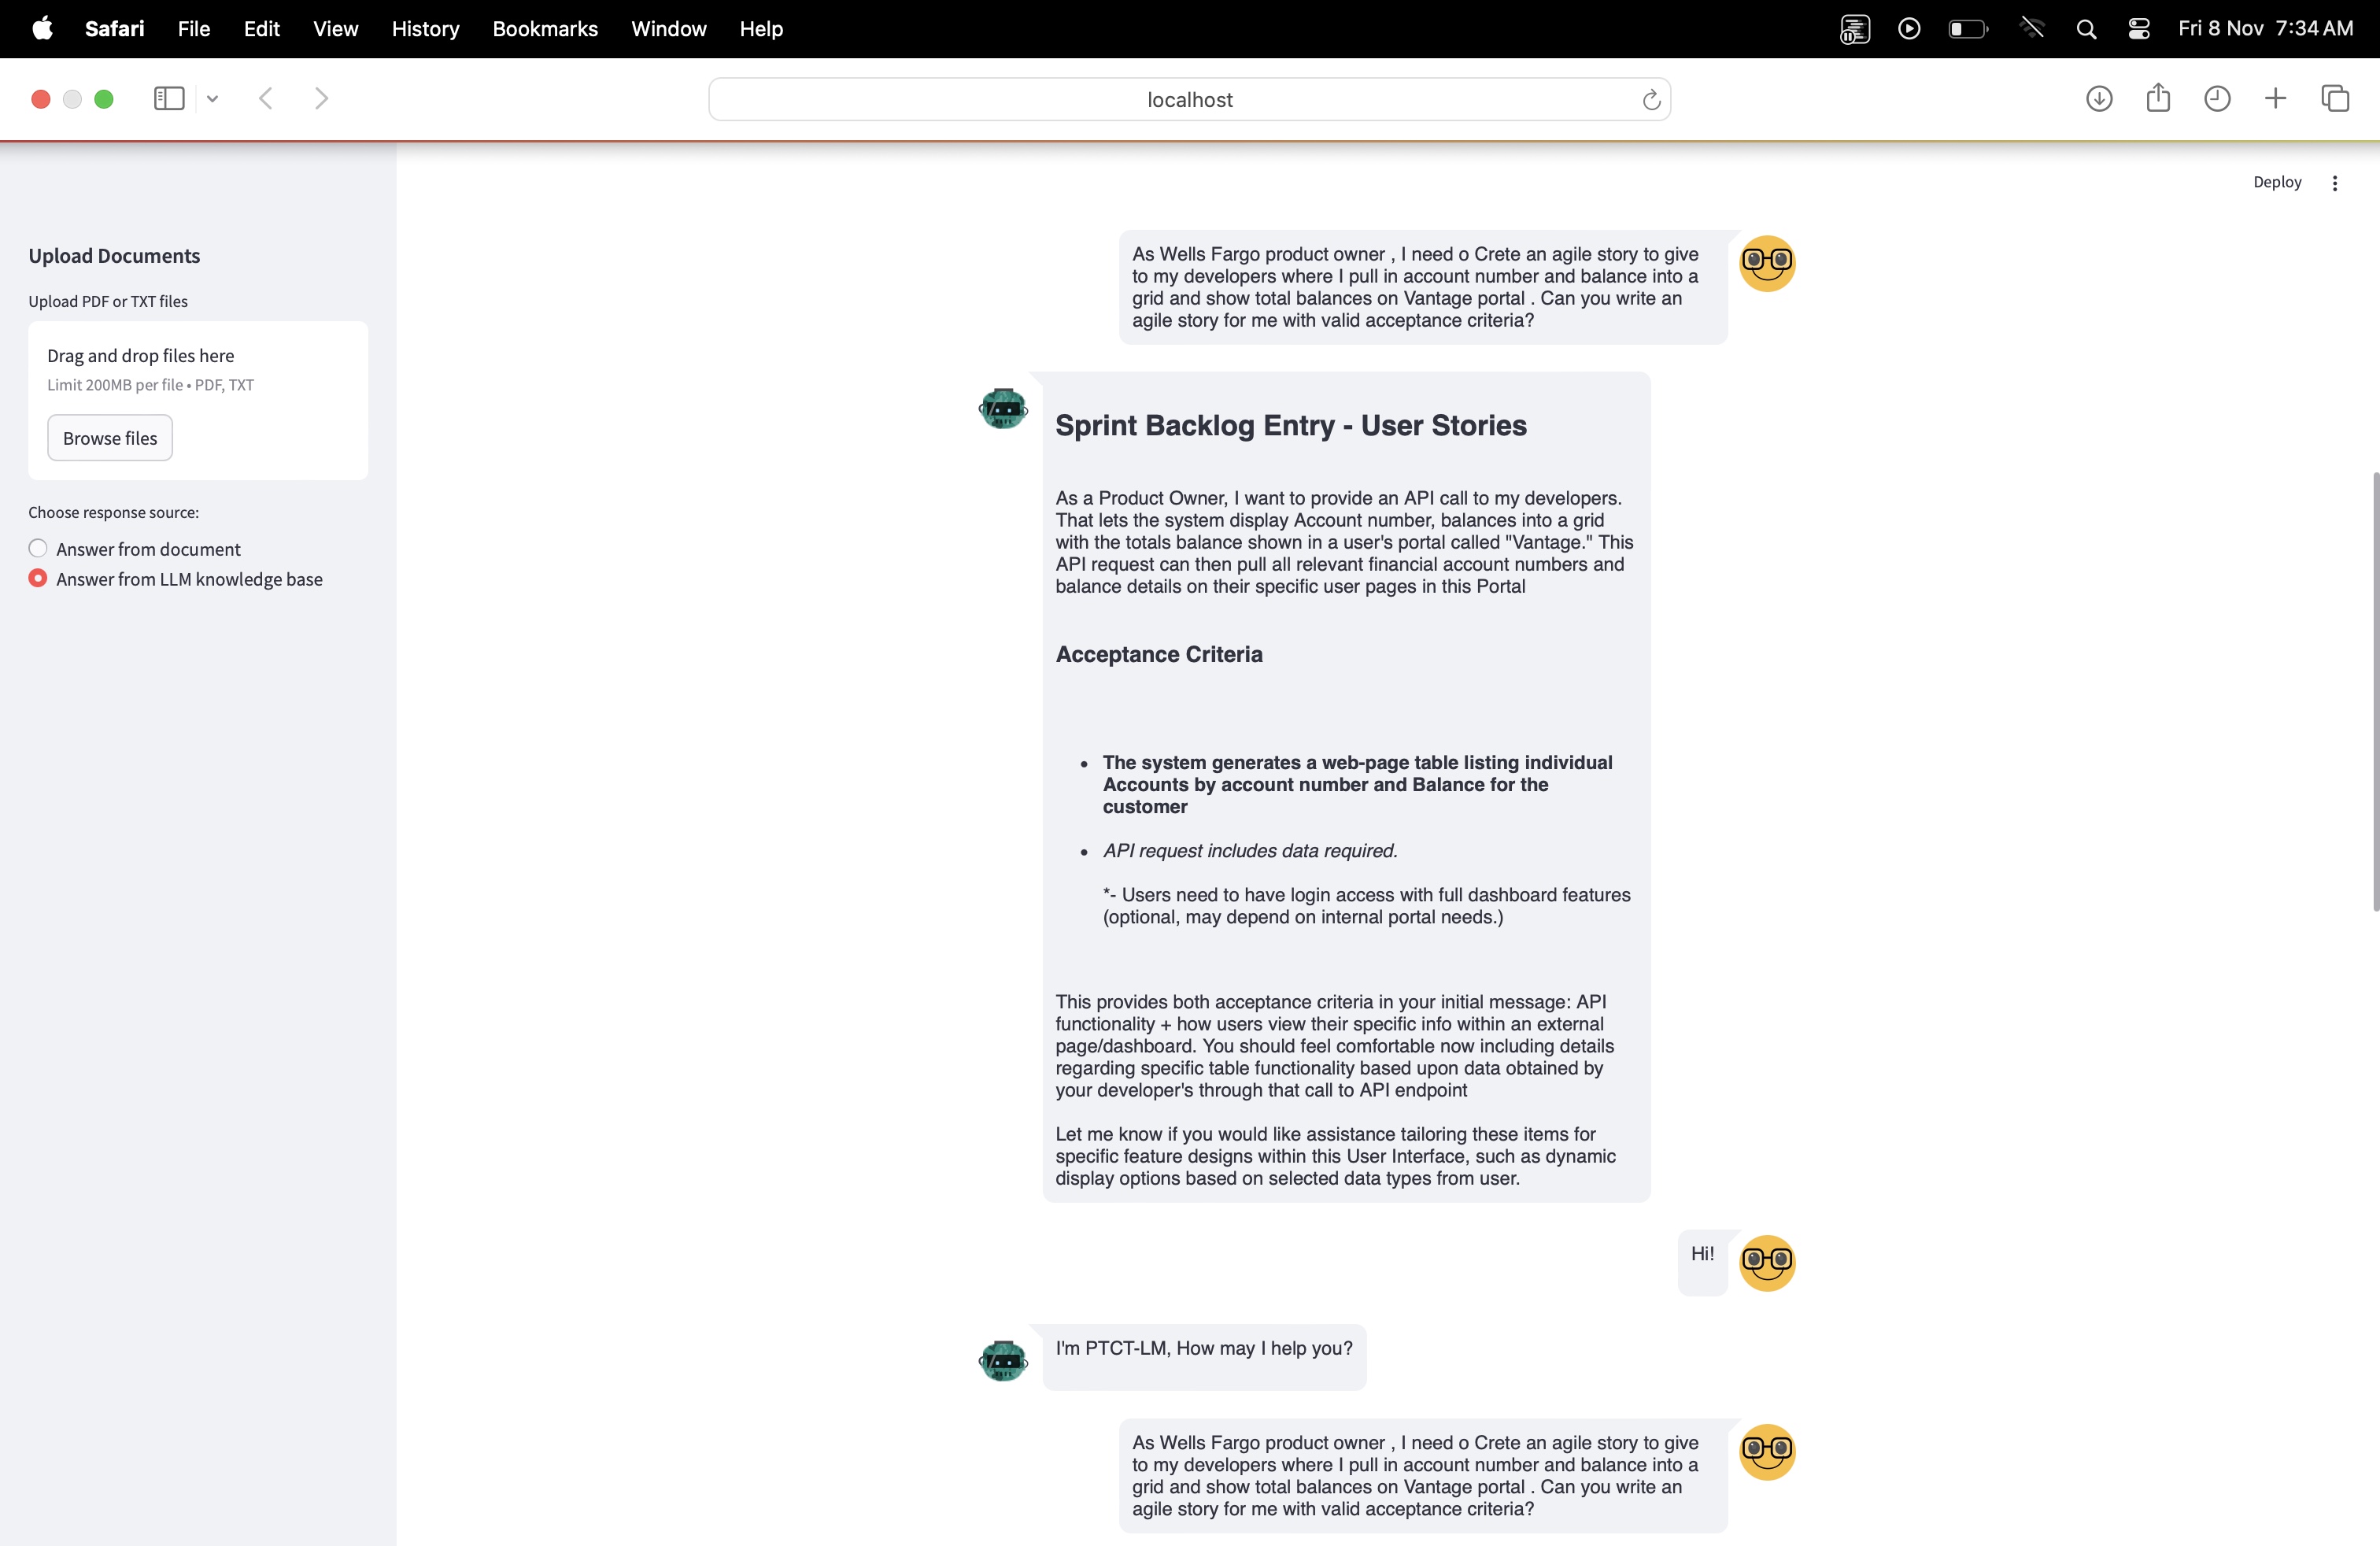 Safari File Edit View History Bookmarks Window Help Fri 8 Nov 7:34 AM
localhost
Deploy
Upload Documents
Upload PDF or TXT files
Drag and drop files here
Limit 200MB per file • PDF, TXT
Browse files
Choose response source:
Answer from document
Answer from LLM knowledge base
As Wells Fargo product owner , I need o Crete an agile story to give
to my developers where I pull in account number and balance into a
grid and show total balances on Vantage portal . Can you write an
agile story for me with valid acceptance criteria?
Sprint Backlog Entry - User Stories
As a Product Owner, I want to provide an API call to my developers.
That lets the system display Account number, balances into a grid
with the totals balance shown in a user's portal called "Vantage." This
API request can then pull all relevant financial account numbers and
balance details on their specific user pages in this Portal
Acceptance Criteria
• The system generates a web-page table listing individual
Accounts by account number and Balance for the
customer
• API request includes data required.
*- Users need to have login access with full dashboard features
(optional, may depend on internal portal needs.)
This provides both acceptance criteria in your initial message: API
functionality + how users view their specific info within an external
page/dashboard. You should feel comfortable now including details
regarding specific table functionality based upon data obtained by
your developer's through that call to API endpoint
Let me know if you would like assistance tailoring these items for
specific feature designs within this User Interface, such as dynamic
display options based on selected data types from user.
Hi!
I'm PTCT-LM, How may I help you?
As Wells Fargo product owner , I need o Crete an agile story to give
to my developers where I pull in account number and balance into a
grid and show total balances on Vantage portal . Can you write an
agile story for me with valid acceptance criteria?